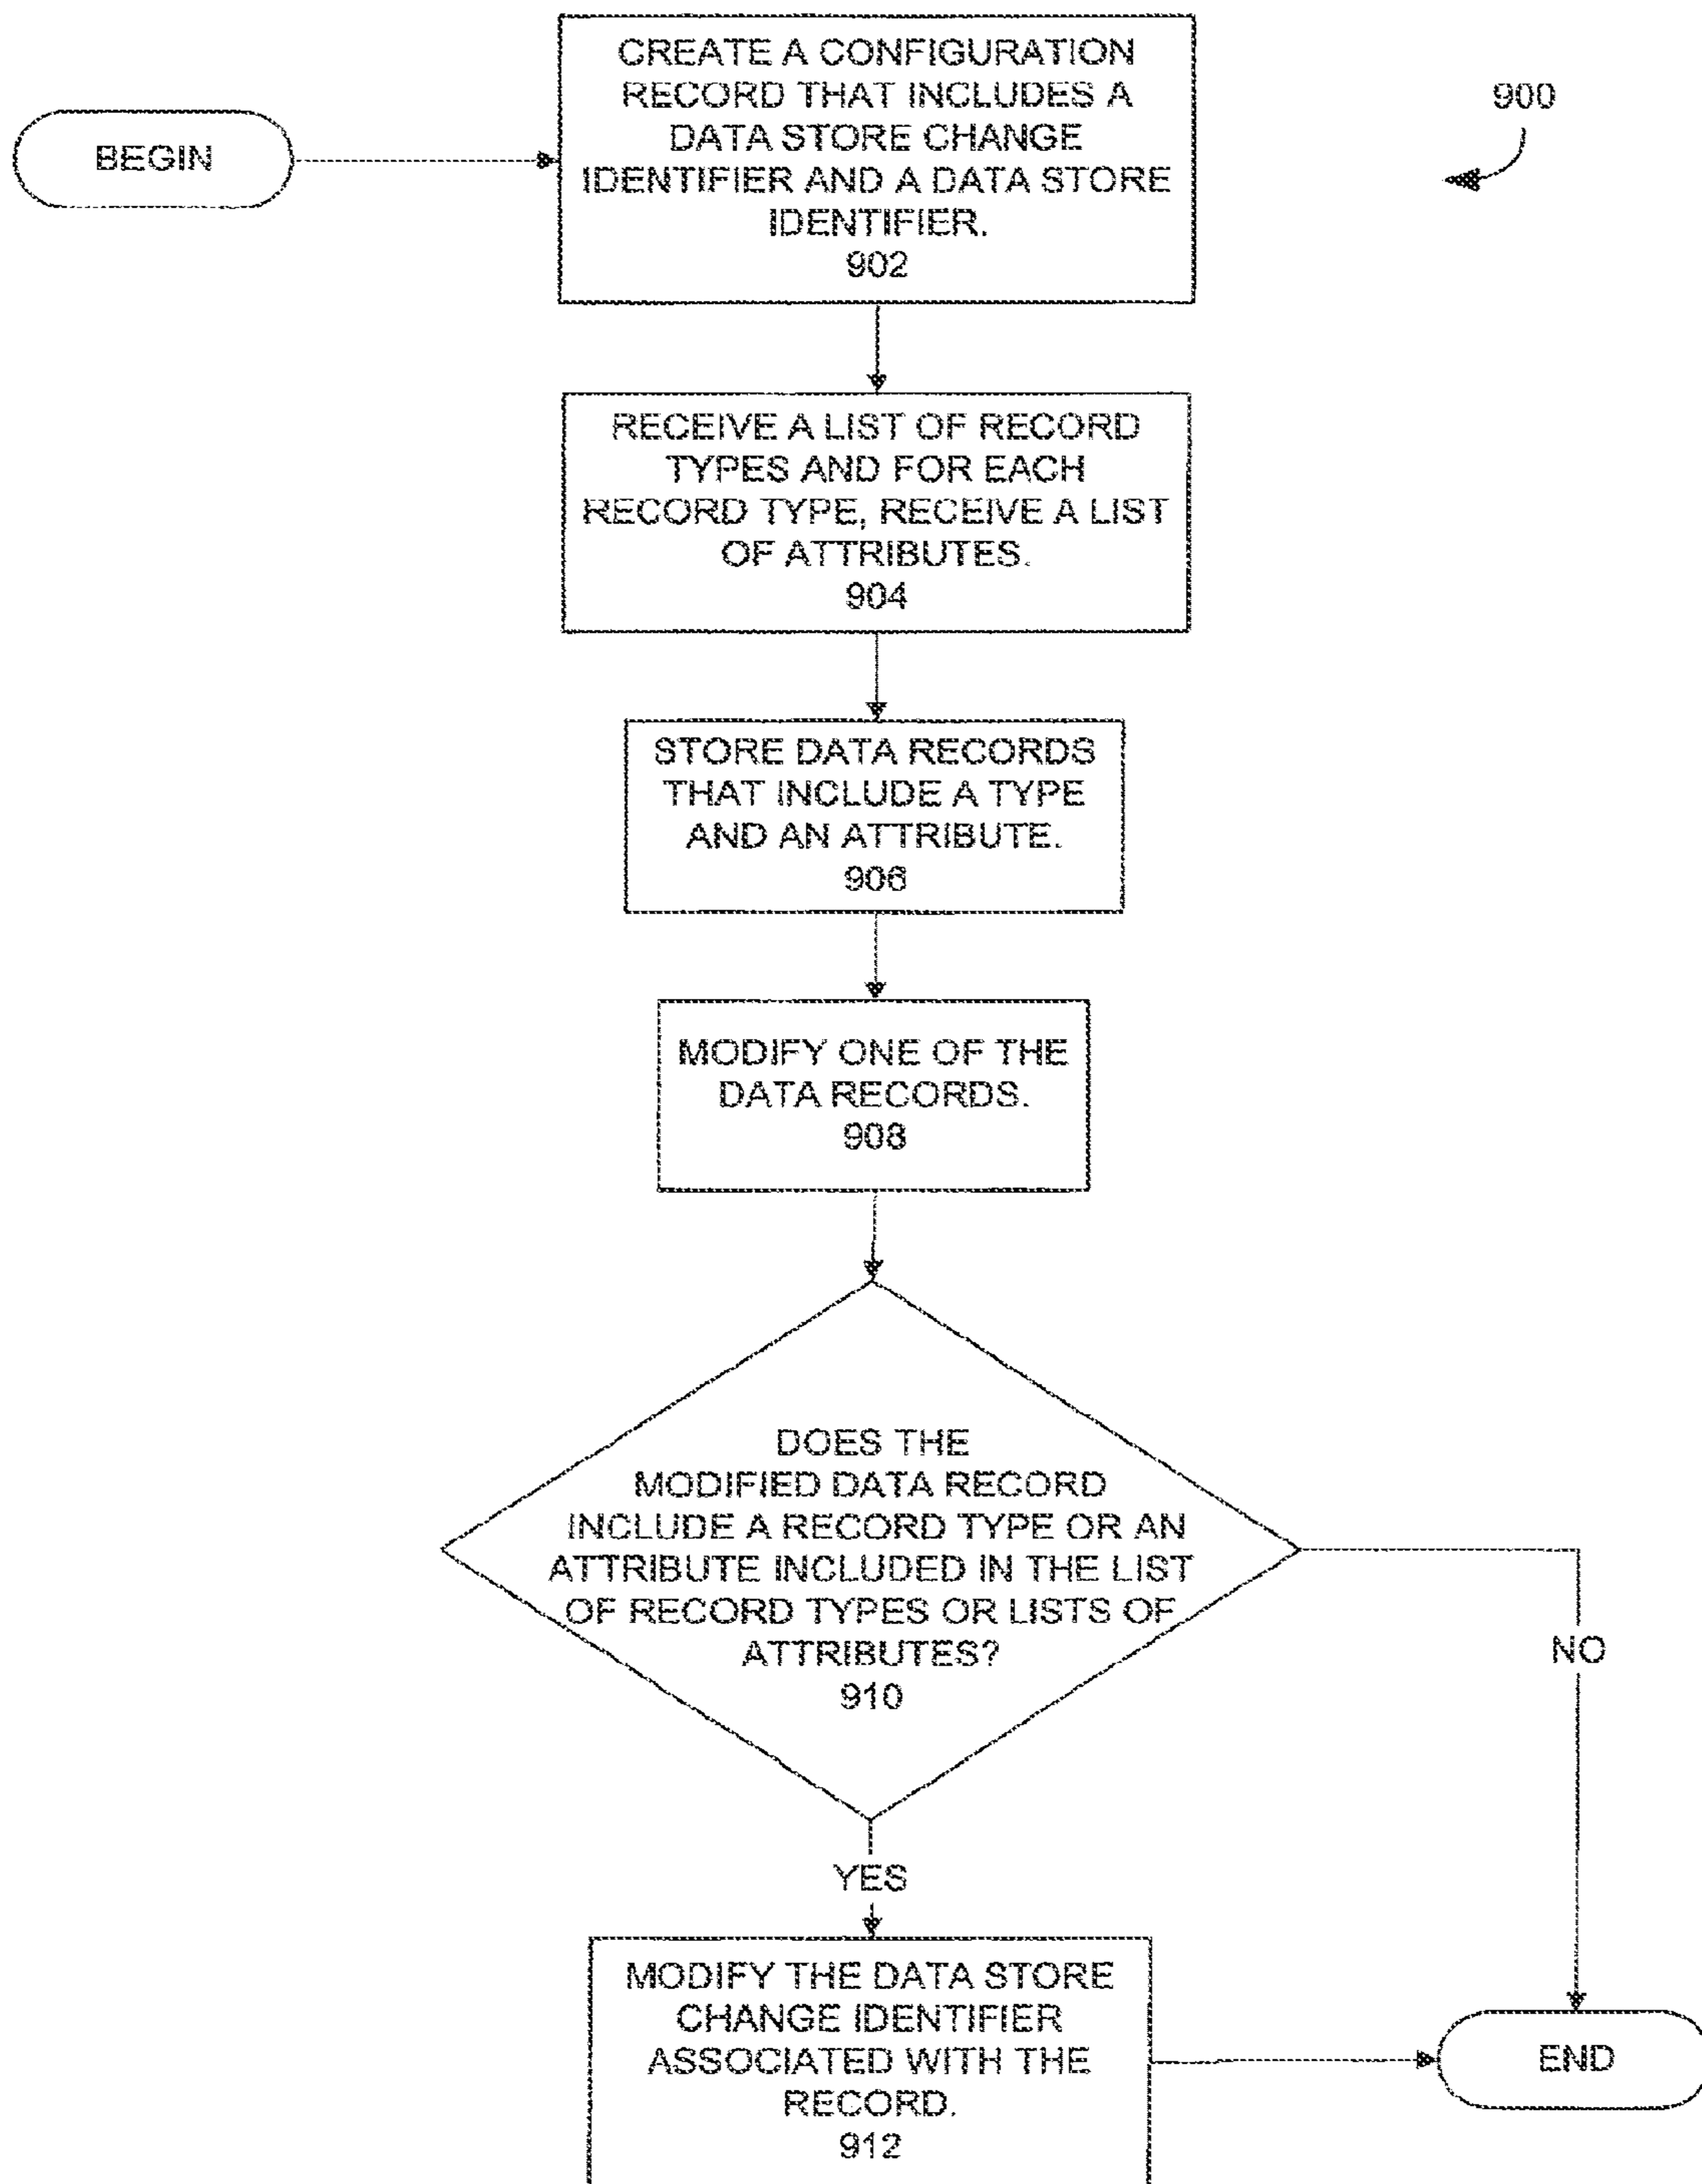 BEGIN
CREATE A CONFIGURATION
RECORD THAT INCLUDES A
DATA STORE CHANGE
IDENTIFIER AND A DATA STORE
IDENTIFIER.
902
900
RECEIVE A LIST OF RECORD
TYPES AND FOR EACH
RECORD TYPE, RECEIVE A LIST
OF ATTRIBUTES.
904
STORE DATA RECORDS
THAT INCLUDE A TYPE
AND AN ATTRIBUTE.
906
MODIFY ONE OF THE
DATA RECORDS.
908
DOES THE
MODIFIED DATA RECORD
INCLUDE A RECORD TYPE OR AN
ATTRIBUTE INCLUDED IN THE LIST
OF RECORD TYPES OR LISTS OF
ATTRIBUTES?
910
NO
YES
MODIFY THE DATA STORE
CHANGE IDENTIFIER
ASSOCIATED WITH THE
RECORD.
912
END